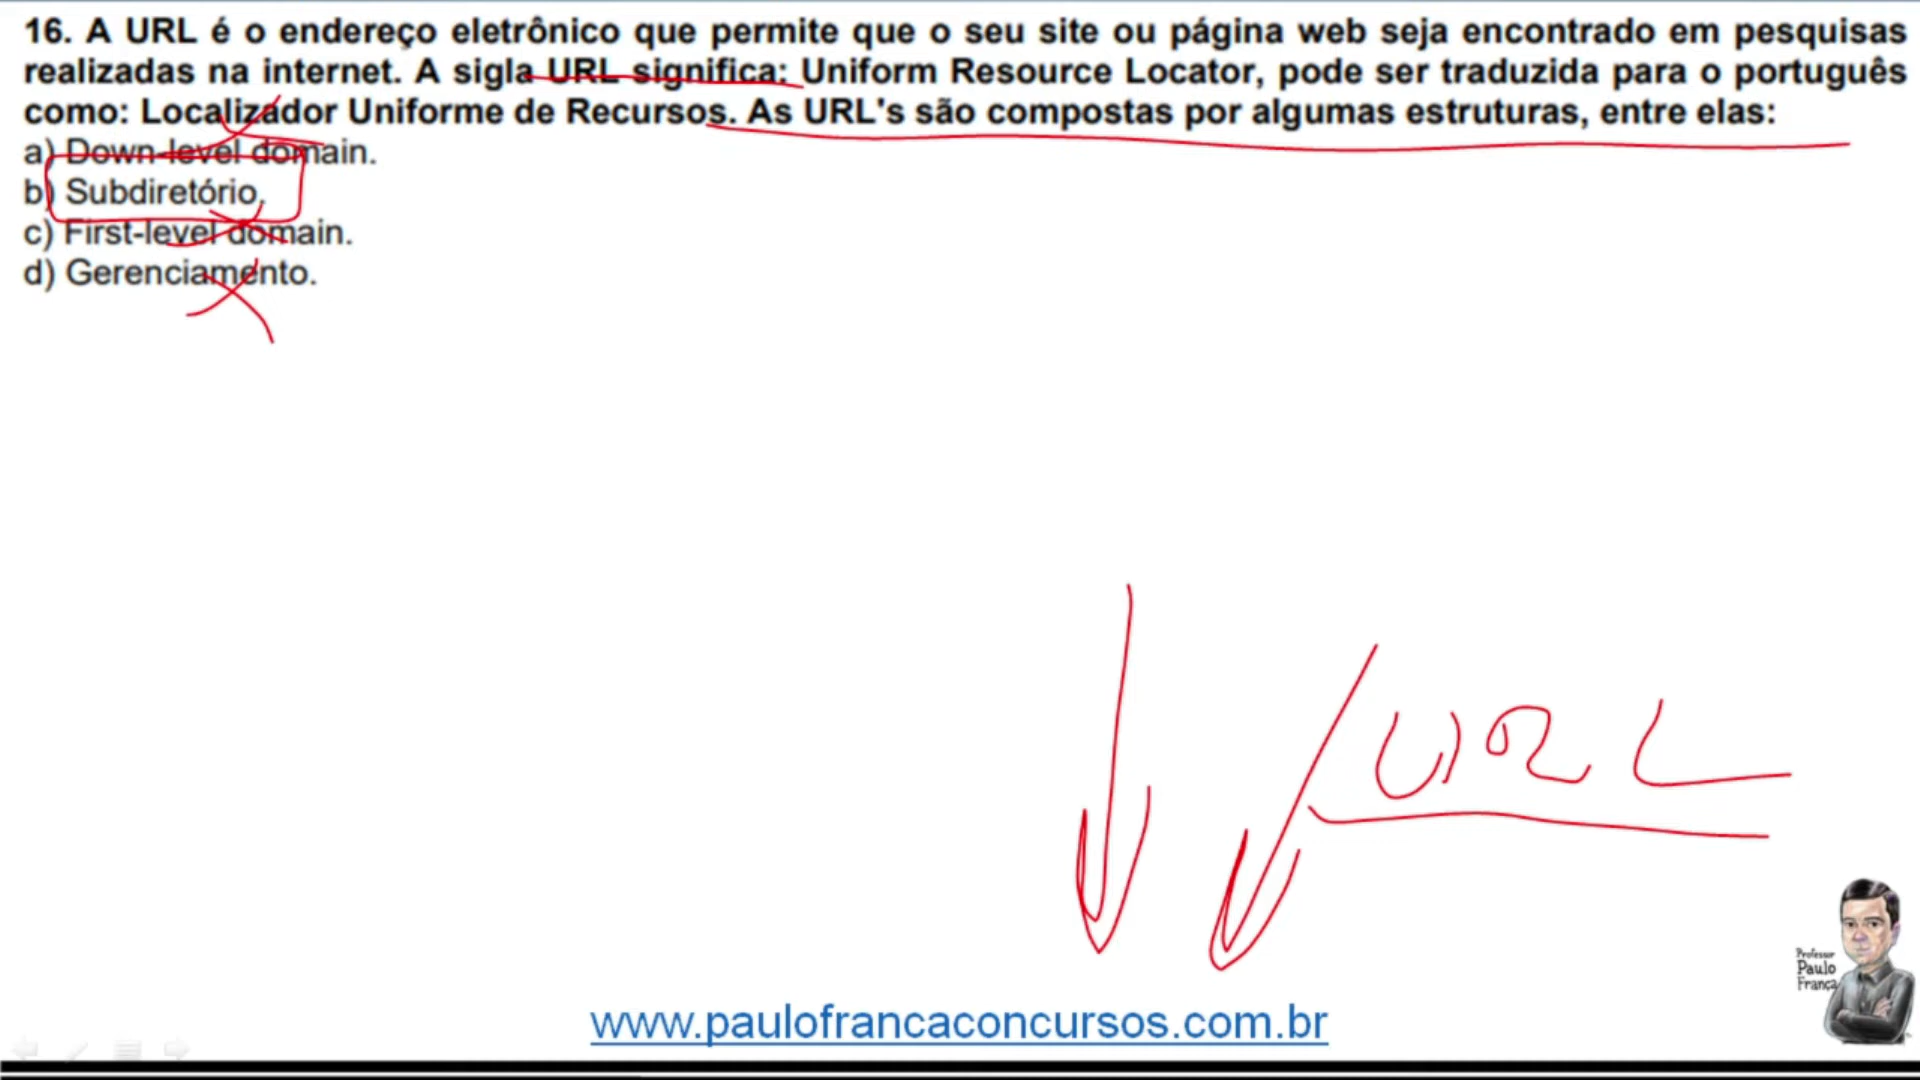 16. A URL é o endereço eletrônico que permite que o seu site ou página web seja encontrado em pesquisas
realizadas na internet. A sigla URL significa: Uniform Resource Locator, pode ser traduzida para o português
como: Localizador Uniforme de Recursos. As URL's são compostas por algumas estruturas, entre elas:
a) Down-level domain.
b) Subdiretório.
c) First-level domain.
d) Gerenciamento.
URL
Professor
Paulo
França
www.paulofrancaconcursos.com.br